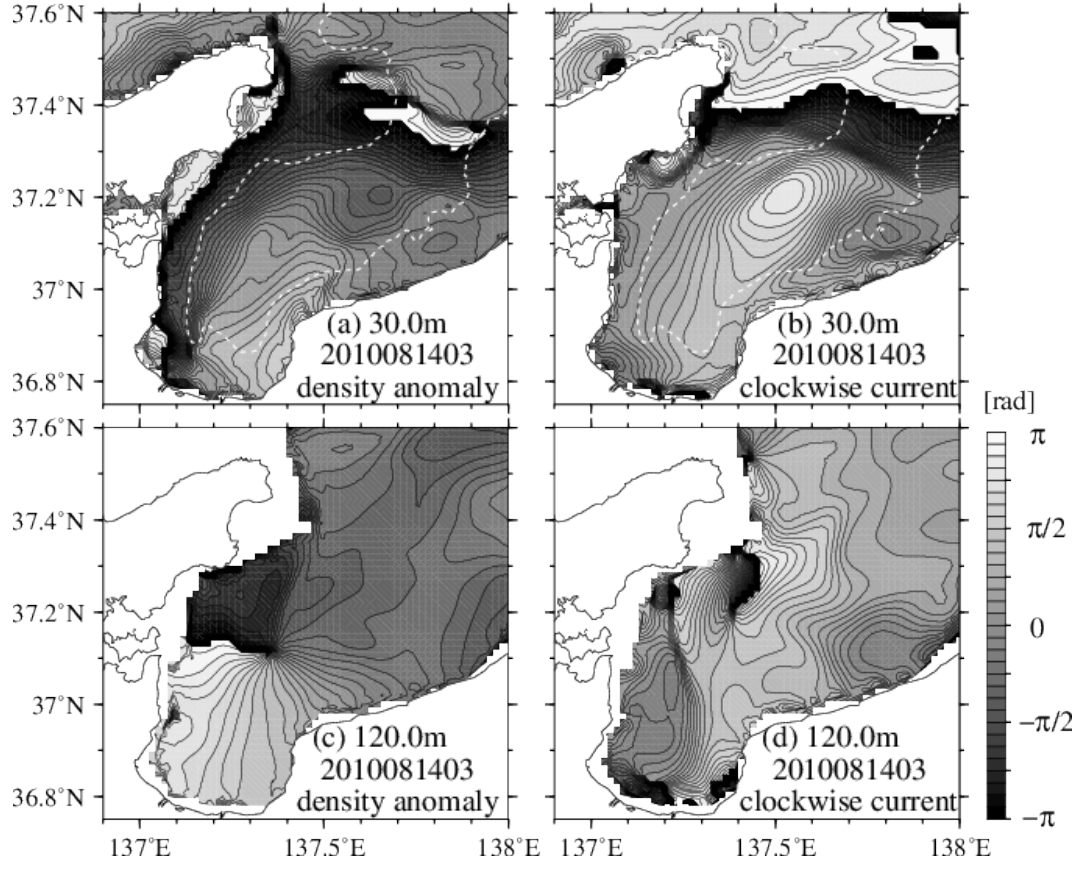 37.6°N
37.4°N
37.2°N
37°N
36.8°N
(a) 30.0m
2010081403
density anomaly
(b) 30.0m
2010081403
clockwise current
[rad]
37.6°N
37.4°N
37.2°N
37°N
36.8°N
(c) 120.0m
2010081403
density anomaly
(d) 120.0m
2010081403
clockwise current
π
π/2
0
−π/2
−π
137°E
137.5°E
138°E
137°E
137.5°E
138°E